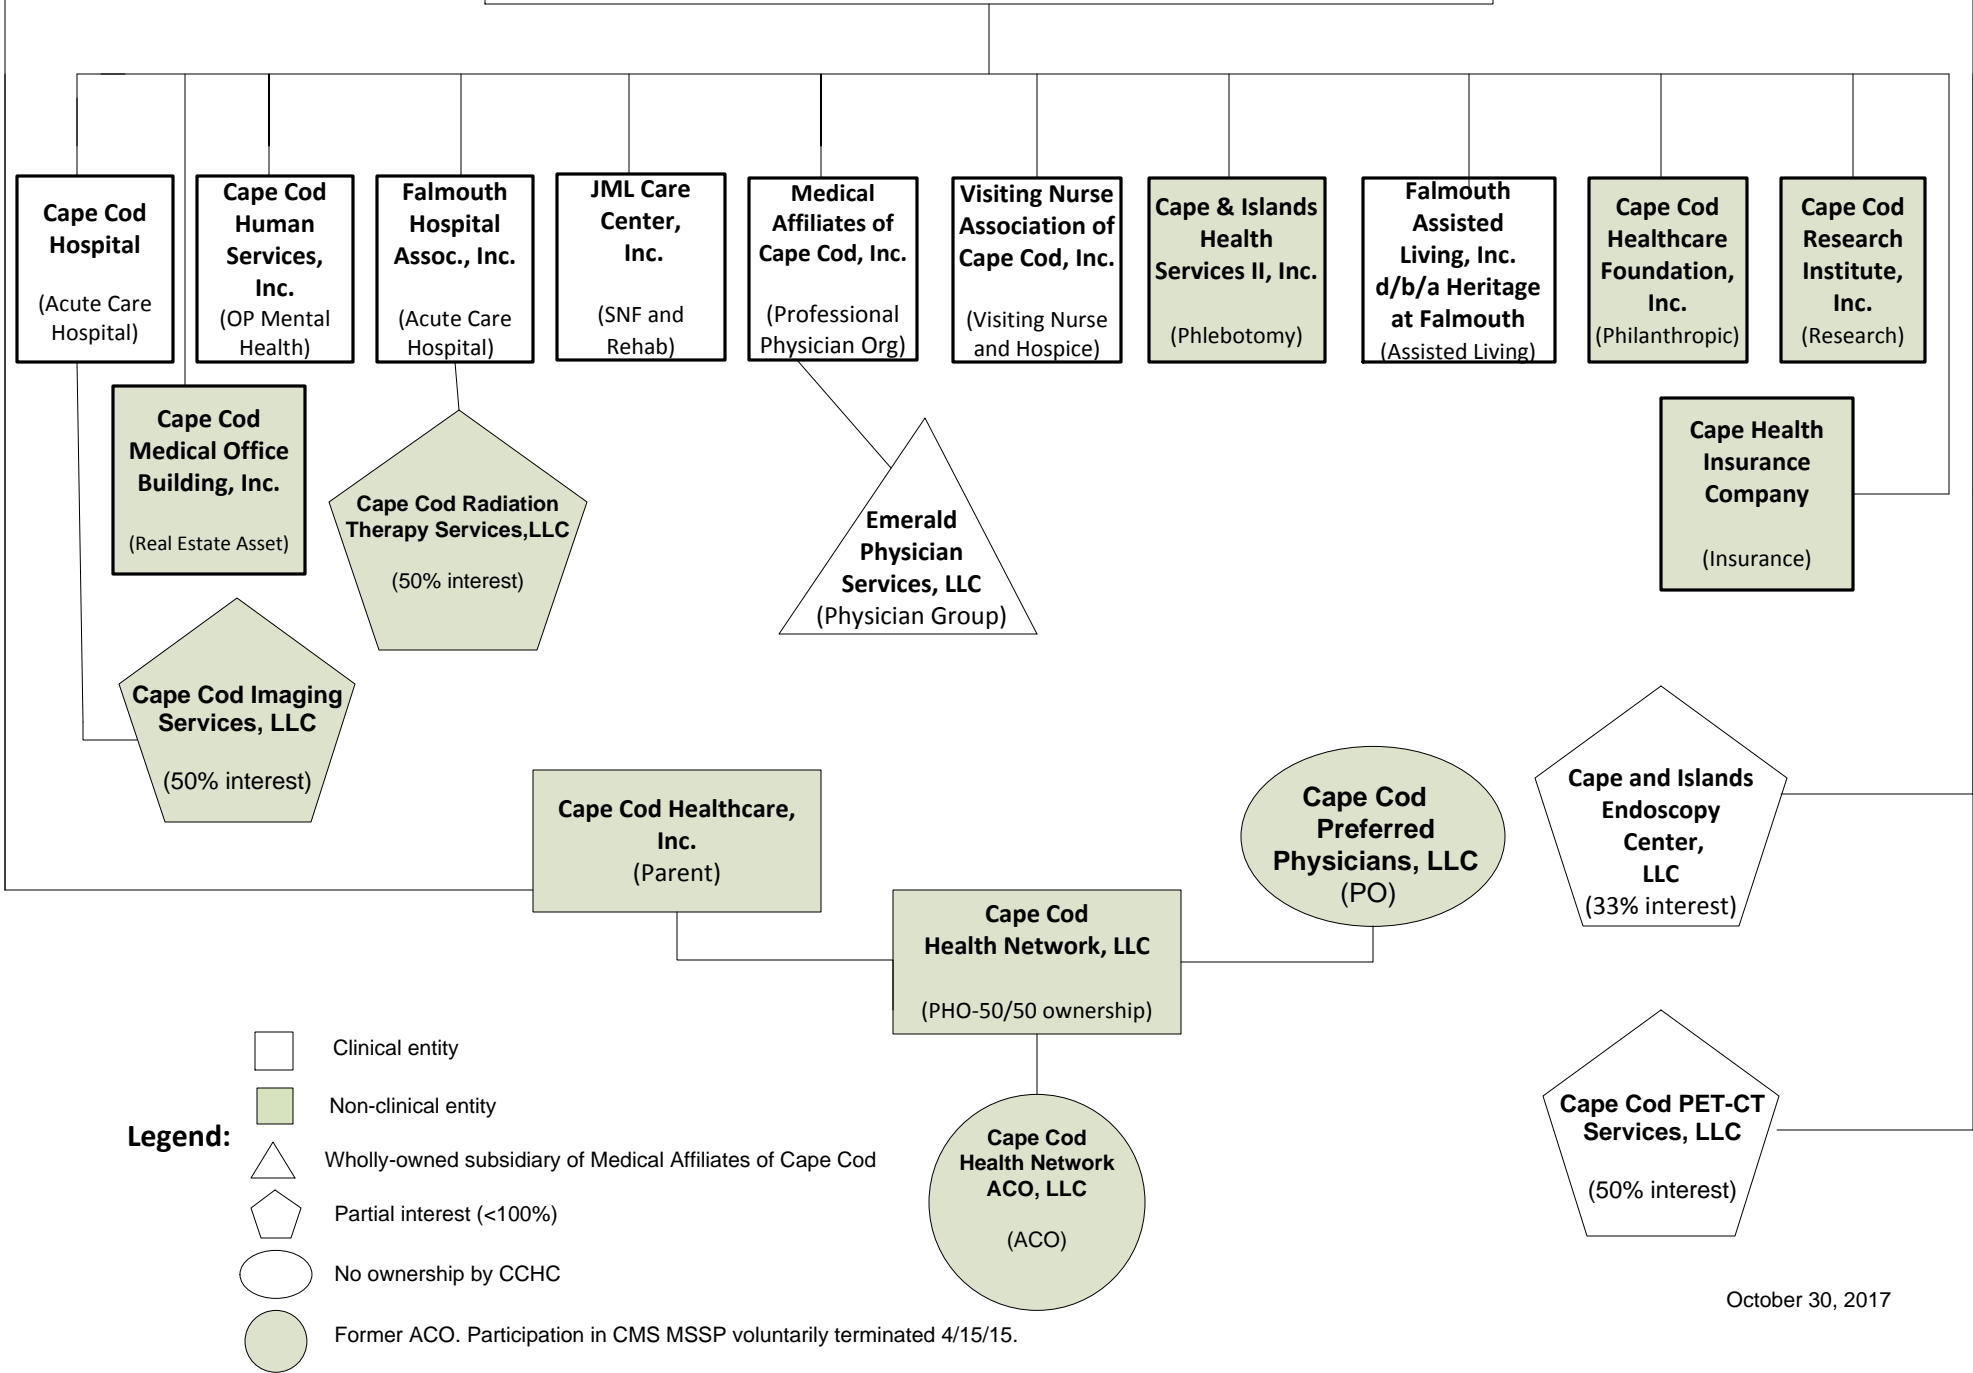 Cape Cod
Hospital
(Acute Care
Hospital)
Cape Cod
Human
Services,
Inc.
(OP Mental
Health)
Falmouth
Hospital
Assoc., Inc.
(Acute Care
Hospital)
JML Care
Center,
Inc.
(SNF and
Rehab)
Medical
Affiliates of
Cape Cod, Inc.
(Professional
Physician Org)
Visiting Nurse
Association of
Cape Cod, Inc.
(Visiting Nurse
and Hospice)
Cape & Islands
Health
Services II, Inc.
(Phlebotomy)
Falmouth
Assisted
Living, Inc.
d/b/a Heritage
at Falmouth
(Assisted Living)
Cape Cod
Healthcare
Foundation,
Inc.
(Philanthropic)
Cape Cod
Research
Institute,
Inc.
(Research)
Cape Cod
Medical Office
Building, Inc.
(Real Estate Asset)
Cape Cod Radiation
Therapy Services,LLC
(50% interest)
Emerald
Physician
Services, LLC
(Physician Group)
Cape Health
Insurance
Company
(Insurance)
Cape Cod Imaging
Services, LLC
(50% interest)
Cape Cod Healthcare,
Inc.
(Parent)
Cape Cod
Health Network, LLC
(PHO-50/50 ownership)
Cape Cod
Preferred
Physicians, LLC
(PO)
Cape and Islands
Endoscopy
Center,
LLC
(33% interest)
Cape Cod
Health Network
ACO, LLC
(ACO)
Cape Cod PET-CT
Services, LLC
(50% interest)
Legend:
Clinical entity
Non-clinical entity
Wholly-owned subsidiary of Medical Affiliates of Cape Cod
Partial interest (<100%)
No ownership by CCHC
Former ACO. Participation in CMS MSSP voluntarily terminated 4/15/15.
October 30, 2017